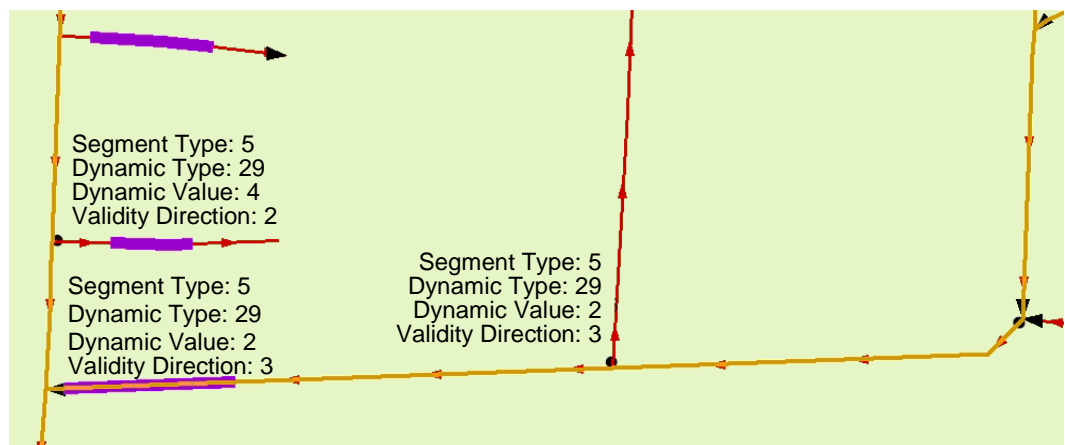 Segment Type: 5
Dynamic Type: 29
Dynamic Value: 4
Validity Direction: 2
Segment Type: 5
Dynamic Type: 29
Dynamic Value: 2
Validity Direction: 3
Segment Type: 5
Dynamic Type: 29
Dynamic Value: 2
Validity Direction: 3